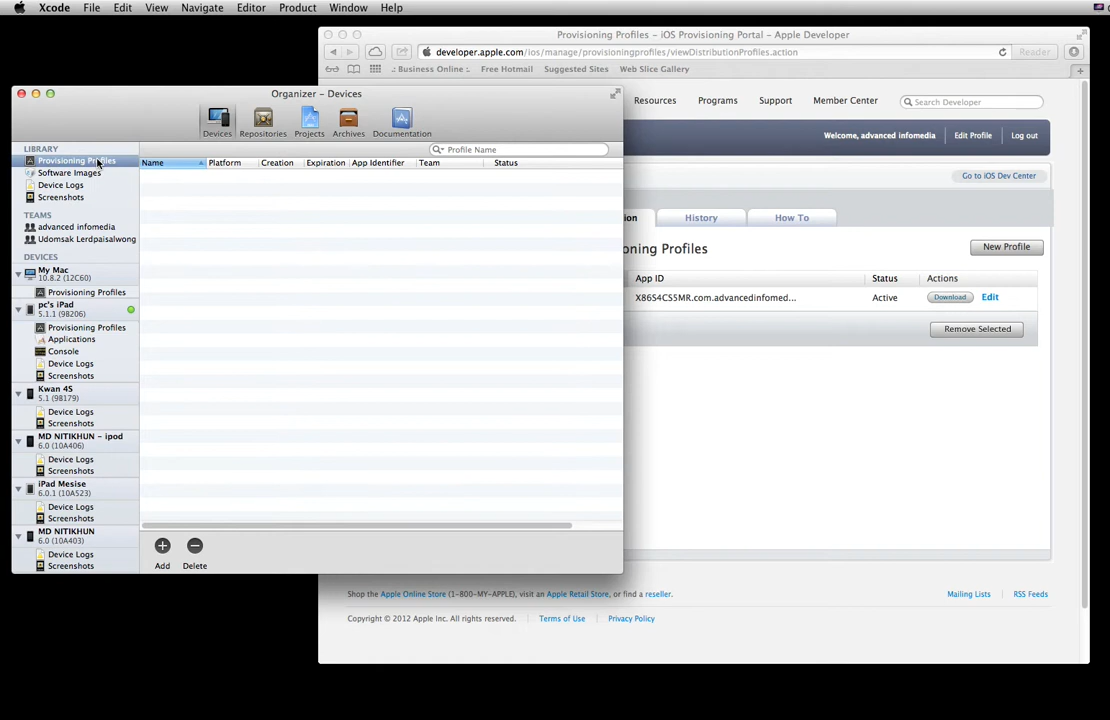 Xcode File Edit View Navigate Editor Product Window Help
Provisioning Profiles – iOS Provisioning Portal – Apple Developer
developer.apple.com/ios/manage/provisioningprofiles/viewDistributionProfiles.action
Reader
.: Business Online :. Free Hotmail Suggested Sites Web Slice Gallery
Resources Programs Support Member Center Search Developer
Welcome, advanced infomedia Edit Profile Log out
Go to iOS Dev Center
ion History How To
oning Profiles New Profile
App ID Status Actions
X86S4CS5MR.com.advancedinfomed... Active Download Edit
Remove Selected
Shop the Apple Online Store (1-800-MY-APPLE), visit an Apple Retail Store, or find a reseller.
Mailing Lists RSS Feeds
Copyright © 2012 Apple Inc. All rights reserved. Terms of Use Privacy Policy
Organizer – Devices
Devices Repositories Projects Archives Documentation
LIBRARY
Provisioning Profiles
Software Images
Device Logs
Screenshots
TEAMS
advanced infomedia
Udomsak Lerdpaisalwong
DEVICES
My Mac
10.8.2 (12C60)
Provisioning Profiles
pc's iPad
5.1.1 (9B206)
Provisioning Profiles
Applications
Console
Device Logs
Screenshots
Kwan 4S
5.1 (9B179)
Device Logs
Screenshots
MD NITIKHUN – ipod
6.0 (10A406)
Device Logs
Screenshots
iPad Mesise
6.0.1 (10A523)
Device Logs
Screenshots
MD NITIKHUN
6.0 (10A403)
Device Logs
Screenshots
Profile Name
Name Platform Creation Expiration App Identifier Team Status
Add Delete